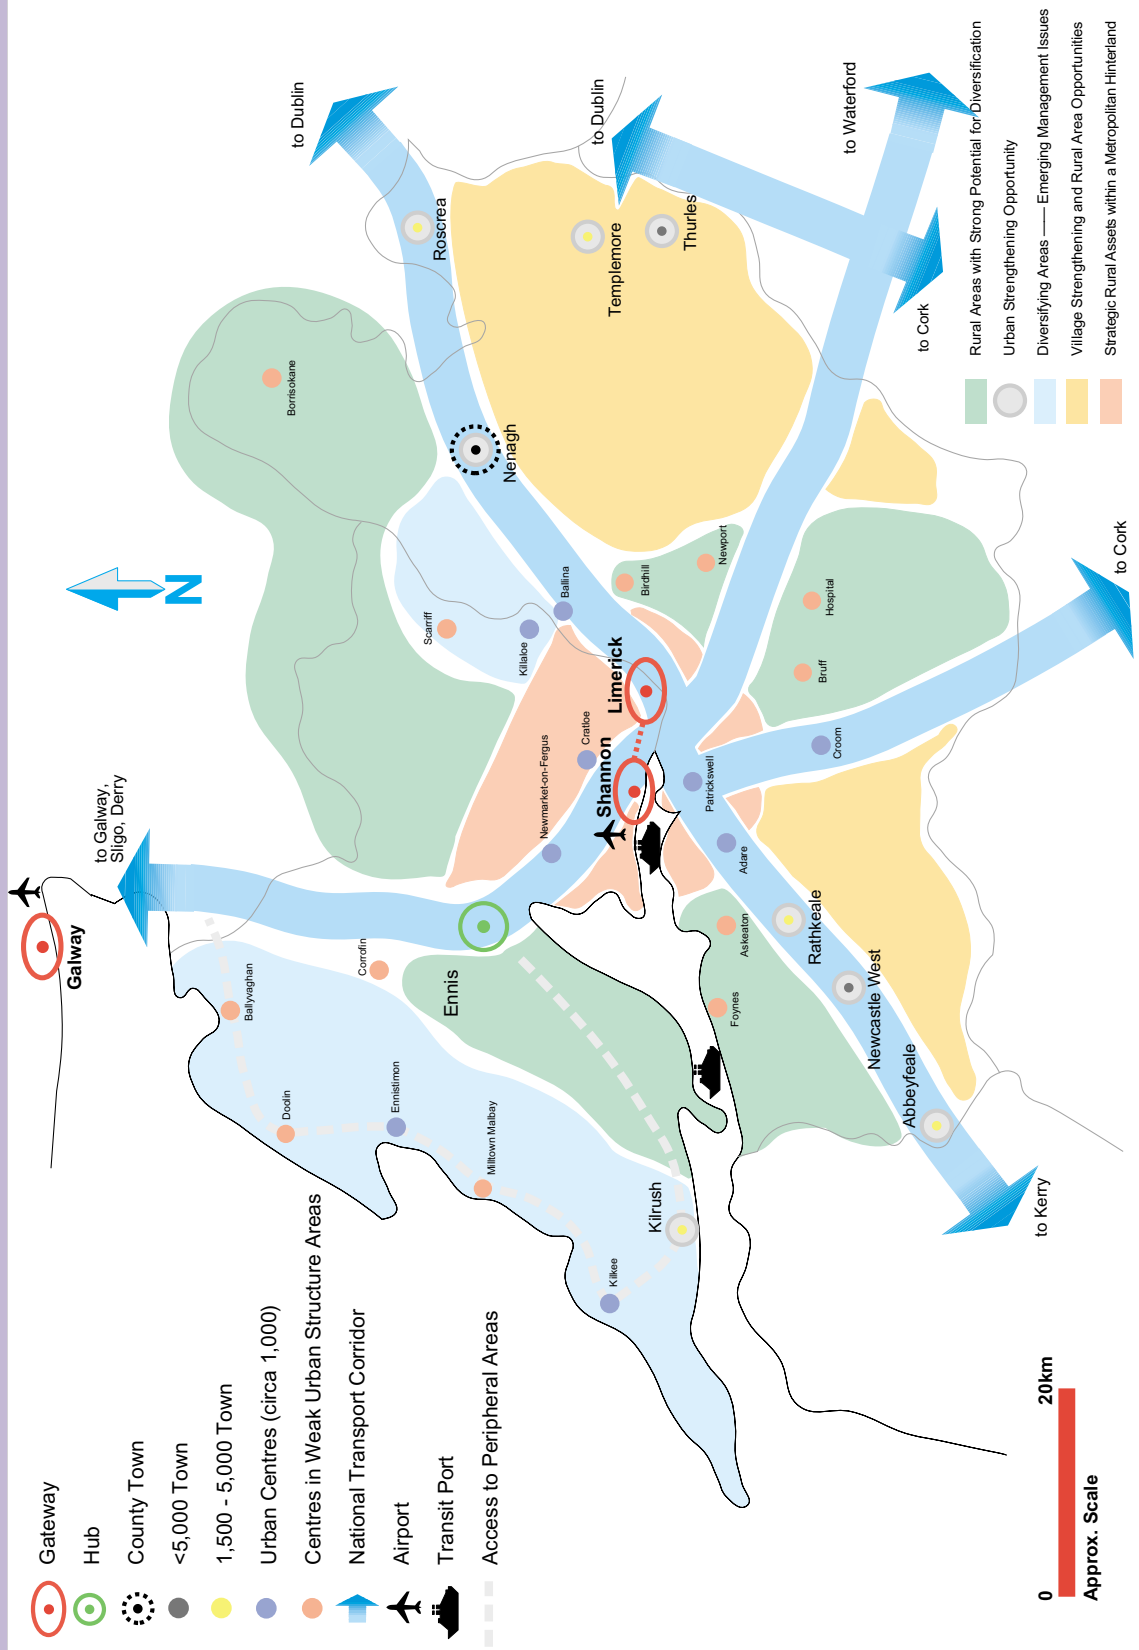 Gateway
Hub
County Town
<5,000 Town
1,500 - 5,000 Town
Urban Centres (circa 1,000)
Centres in Weak Urban Structure Areas
National Transport Corridor
Airport
Transit Port
Access to Peripheral Areas
Galway
to Galway,
Sligo, Derry
N
to Dublin
Ballyvaghan
Corrofin
Doolin
Ennistimon
Milltown Malbay
Kilkee
Kilrush
Ennis
Newmarket-on-Fergus
Cratloe
Shannon
Limerick
Scarriff
Killaloe
Ballina
Borrisokane
Roscrea
Nenagh
Birdhill
Newport
Templemore
Thurles
to Dublin
to Waterford
to Cork
Patrickswell
Adare
Croom
Bruff
Hospital
Askeaton
Foynes
Rathkeale
Newcastle West
Abbeyfeale
to Kerry
to Cork
Rural Areas with Strong Potential for Diversification
Urban Strengthening Opportunity
Diversifying Areas —— Emerging Management Issues
Village Strengthening and Rural Area Opportunities
Strategic Rural Assets within a Metropolitan Hinterland
0
20km
Approx. Scale